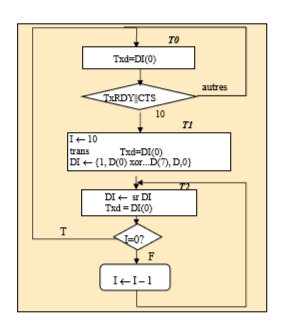 T0
Txd=DI(0)
TxRDY||CTS
autres
10
T1
I ← 10
trans Txd=DI(0)
DI ← {1, D(0) xor...D(7), D,0}
T2
DI ← sr DI
Txd = DI(0)
T
I=0?
F
I ← I – 1